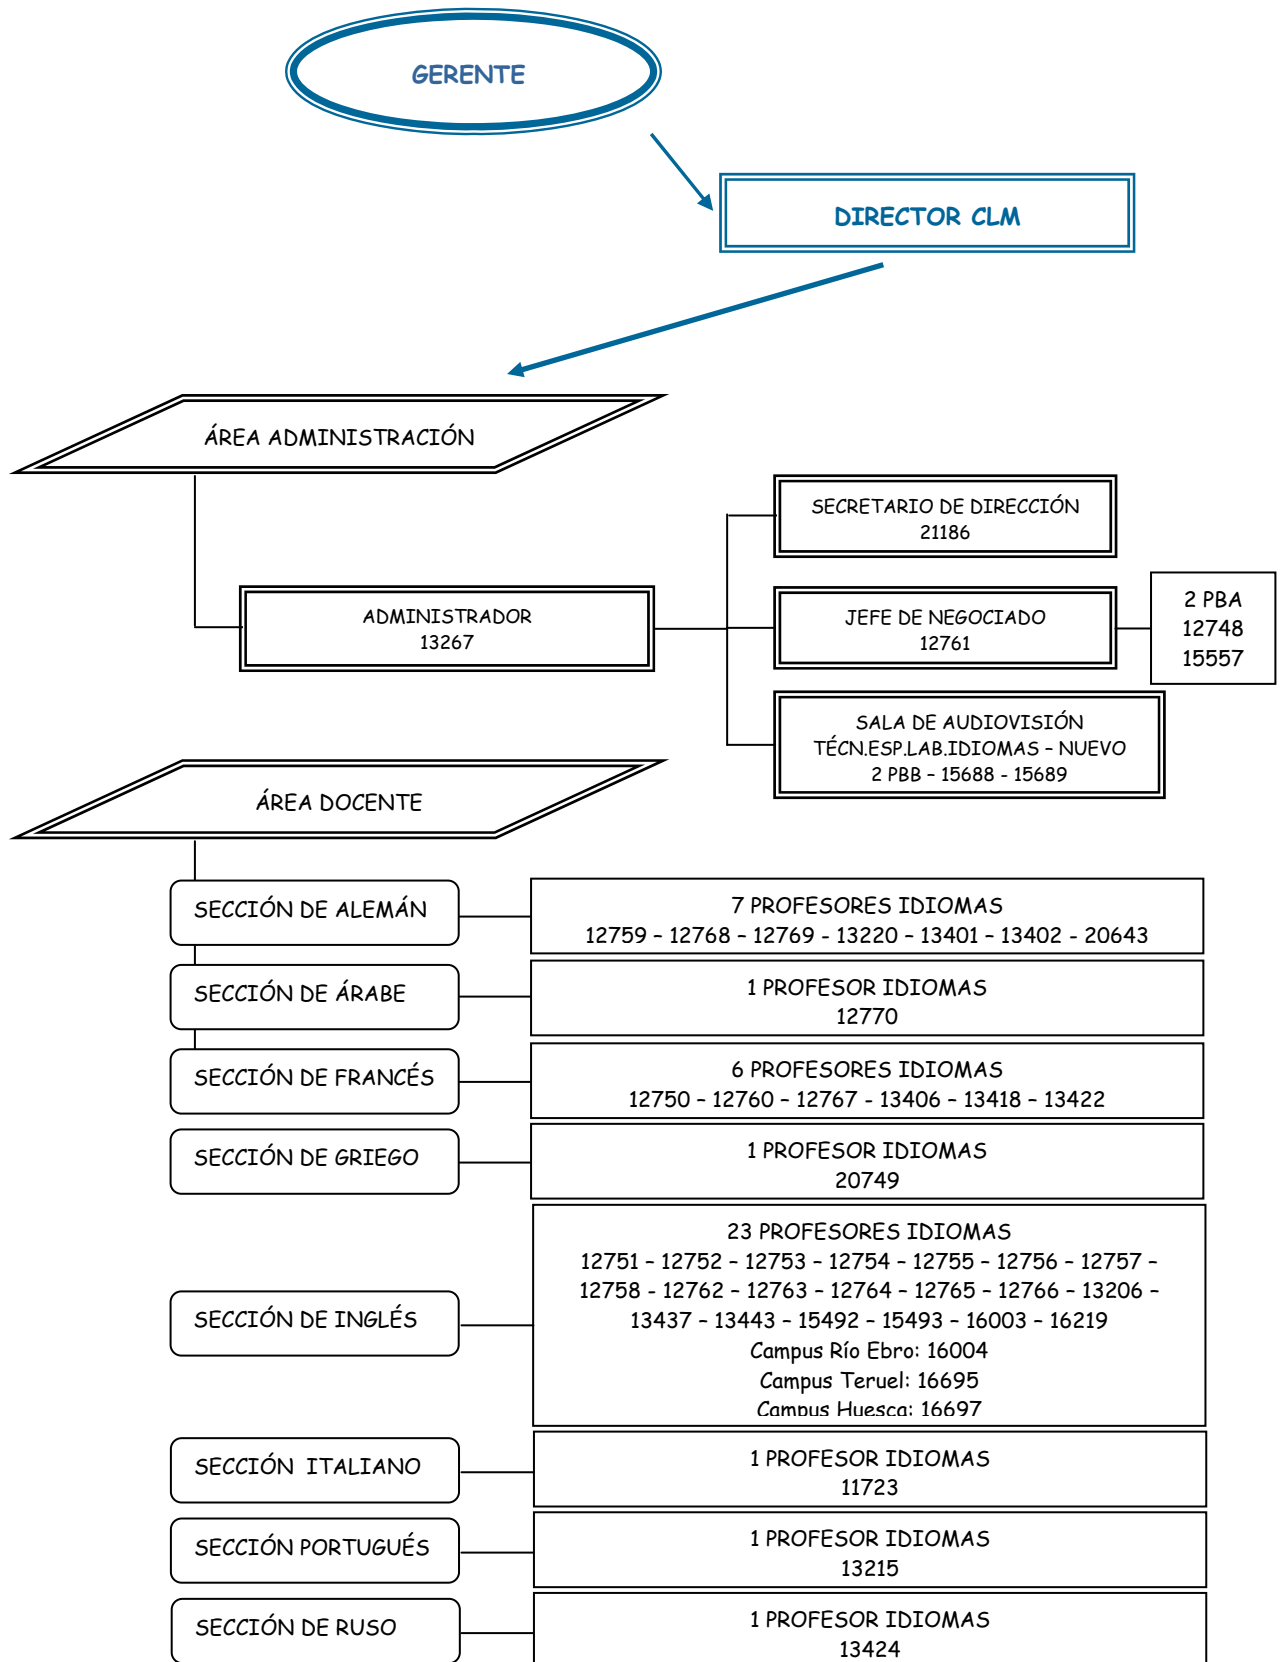 GERENTE
DIRECTOR CLM
ÁREA ADMINISTRACIÓN
SECRETARIO DE DIRECCIÓN
21186
ADMINISTRADOR
13267
JEFE DE NEGOCIADO
12761
2 PBA
12748
15557
SALA DE AUDIOVISIÓN
TÉCN.ESP.LAB.IDIOMAS – NUEVO
2 PBB – 15688 - 15689
ÁREA DOCENTE
SECCIÓN DE ALEMÁN
7 PROFESORES IDIOMAS
12759 – 12768 – 12769 - 13220 – 13401 – 13402 - 20643
SECCIÓN DE ÁRABE
1 PROFESOR IDIOMAS
12770
SECCIÓN DE FRANCÉS
6 PROFESORES IDIOMAS
12750 – 12760 – 12767 - 13406 – 13418 – 13422
SECCIÓN DE GRIEGO
1 PROFESOR IDIOMAS
20749
SECCIÓN DE INGLÉS
23 PROFESORES IDIOMAS
12751 – 12752 – 12753 – 12754 – 12755 – 12756 – 12757 –
12758 - 12762 – 12763 – 12764 – 12765 – 12766 – 13206 –
13437 – 13443 – 15492 – 15493 – 16003 – 16219
Campus Río Ebro: 16004
Campus Teruel: 16695
Campus Huesca: 16697
SECCIÓN  ITALIANO
1 PROFESOR IDIOMAS
11723
SECCIÓN PORTUGUÉS
1 PROFESOR IDIOMAS
13215
SECCIÓN DE RUSO
1 PROFESOR IDIOMAS
13424